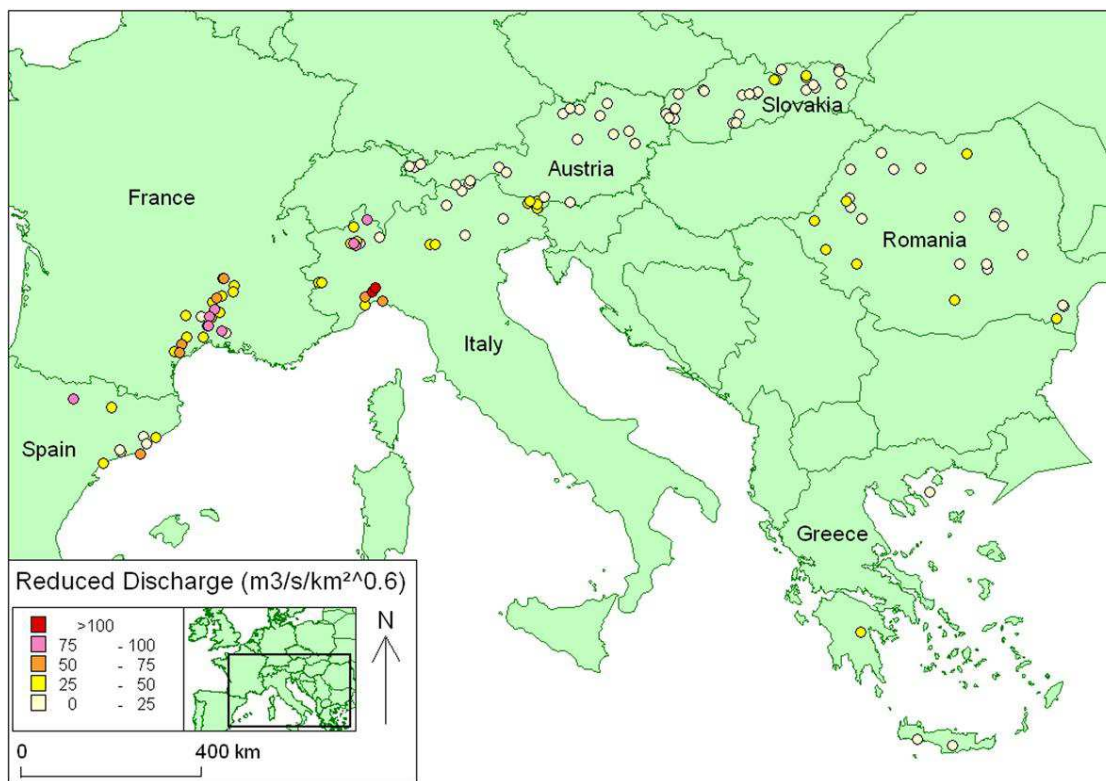 Slovakia
Austria
France
Romania
Italy
Spain
Greece
Reduced Discharge (m3/s/km²^0.6)
>100
75 - 100
50 - 75
25 - 50
0 - 25
N
0 400 km